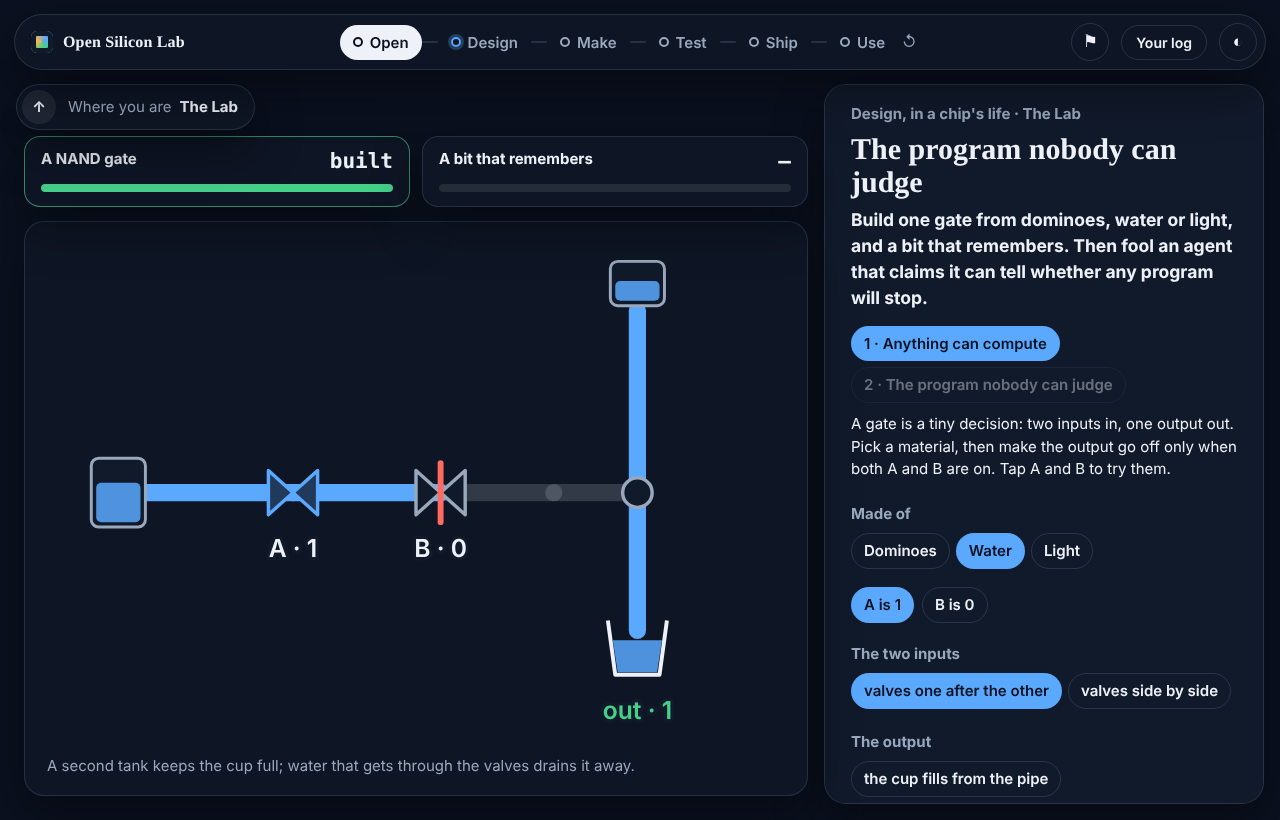 Open Silicon Lab
Open
Design
Make
Test
Ship
Use
Your log
Where you are The Lab
A NAND gate
built
A bit that remembers
–
A · 1
B · 0
out · 1
A second tank keeps the cup full; water that gets through the valves drains it away.
Design, in a chip's life · The Lab
The program nobody can
judge
Build one gate from dominoes, water or light,
and a bit that remembers. Then fool an agent
that claims it can tell whether any program
will stop.
1 · Anything can compute
2 · The program nobody can judge
A gate is a tiny decision: two inputs in, one output out.
Pick a material, then make the output go off only when
both A and B are on. Tap A and B to try them.
Made of
Dominoes
Water
Light
A is 1
B is 0
The two inputs
valves one after the other
valves side by side
The output
the cup fills from the pipe